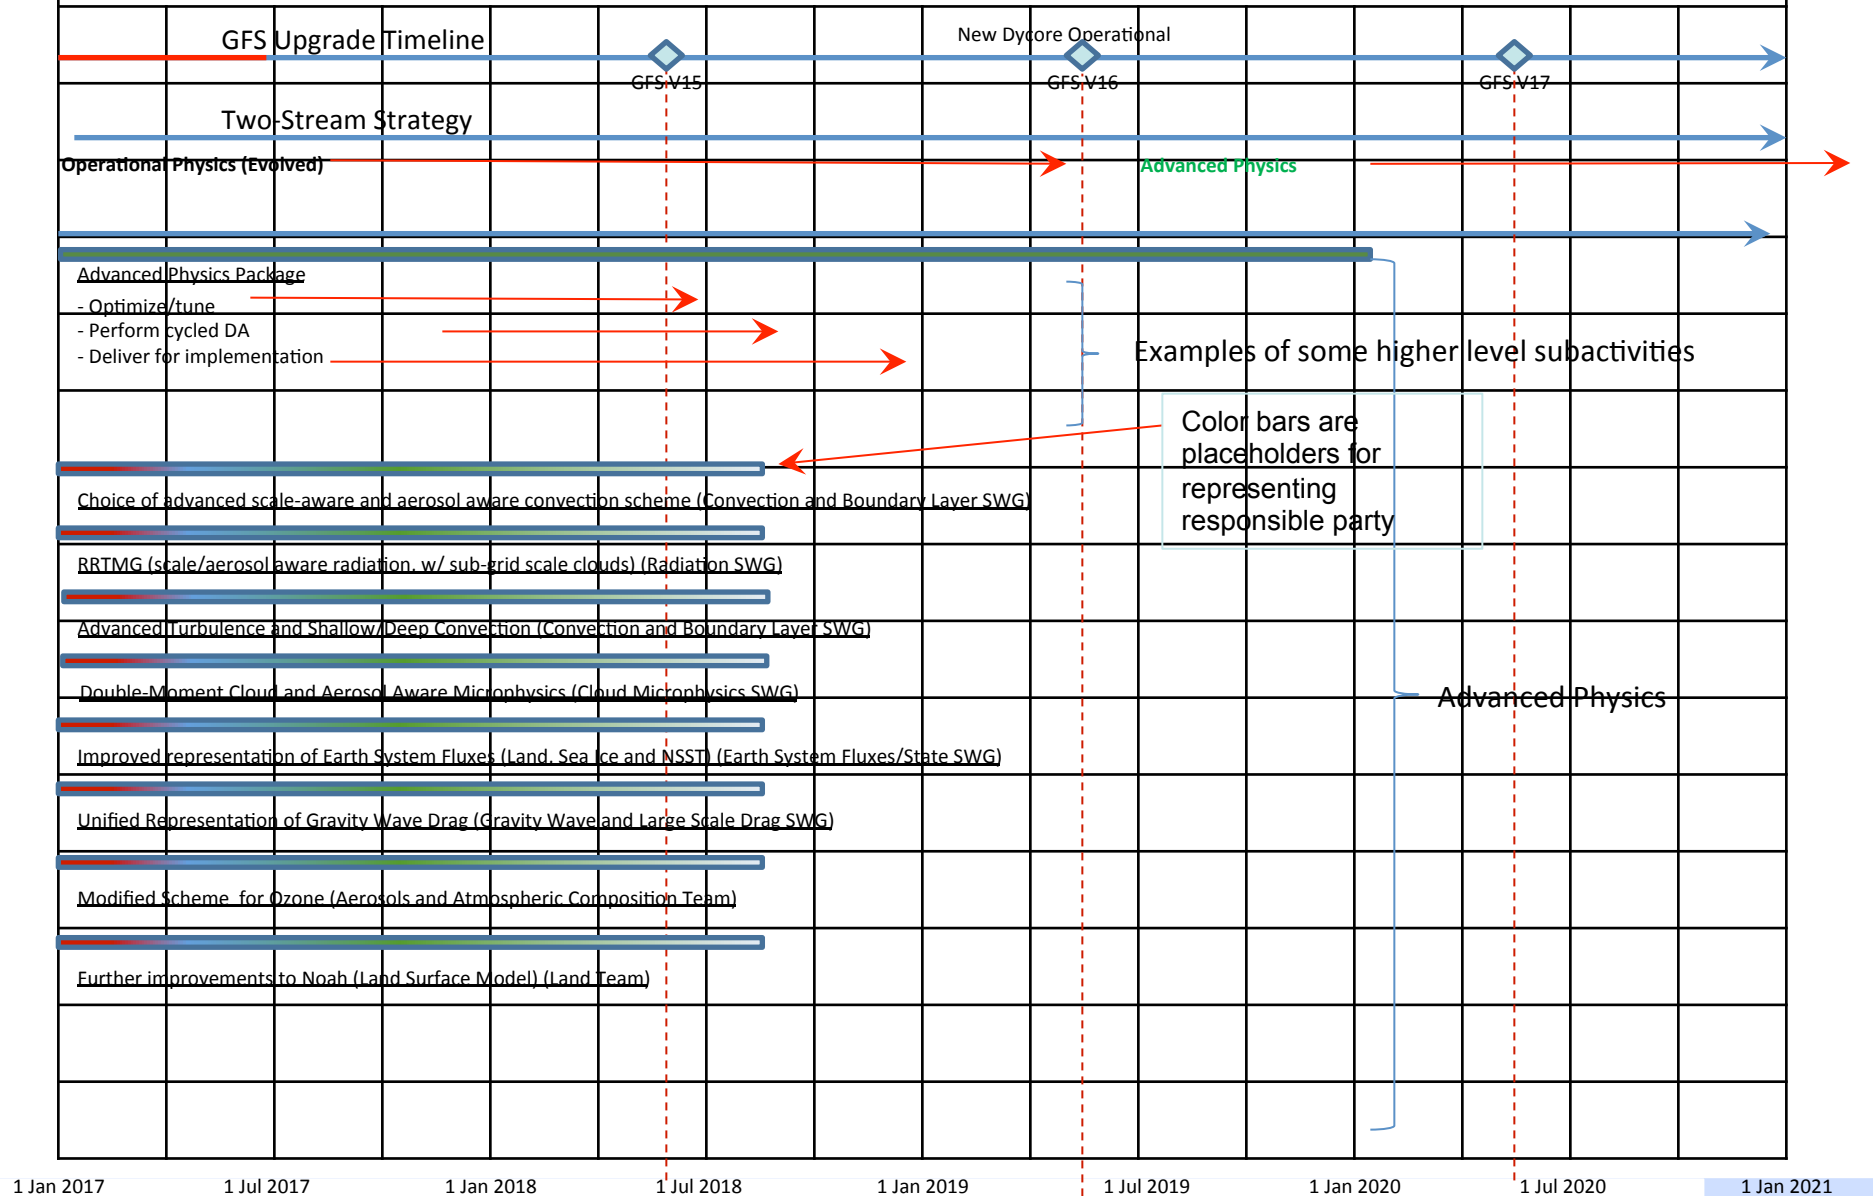 GFS Upgrade Timeline
New Dycore Operational
GFS V15
GFS V16
GFS V17
Two-Stream Strategy
Operational Physics (Evolved)
Advanced Physics
Advanced Physics Package
- Optimize/tune
- Perform cycled DA
- Deliver for implementation
Examples of some higher level subactivities
Color bars are
placeholders for
representing
responsible party
Choice of advanced scale-aware and aerosol aware convection scheme (Convection and Boundary Layer SWG)
RRTMG (scale/aerosol aware radiation, w/ sub-grid scale clouds) (Radiation SWG)
Advanced Turbulence and Shallow/Deep Convection (Convection and Boundary Layer SWG)
Double-Moment Cloud and Aerosol Aware Microphysics (Cloud Microphysics SWG)
Advanced Physics
Improved representation of Earth System Fluxes (Land, Sea Ice and NSST) (Earth System Fluxes/State SWG)
Unified Representation of Gravity Wave Drag (Gravity Wave and Large Scale Drag SWG)
Modified Scheme for Ozone (Aerosols and Atmospheric Composition Team)
Further improvements to Noah (Land Surface Model) (Land Team)
1 Jan 2017
1 Jul 2017
1 Jan 2018
1 Jul 2018
1 Jan 2019
1 Jul 2019
1 Jan 2020
1 Jul 2020
1 Jan 2021